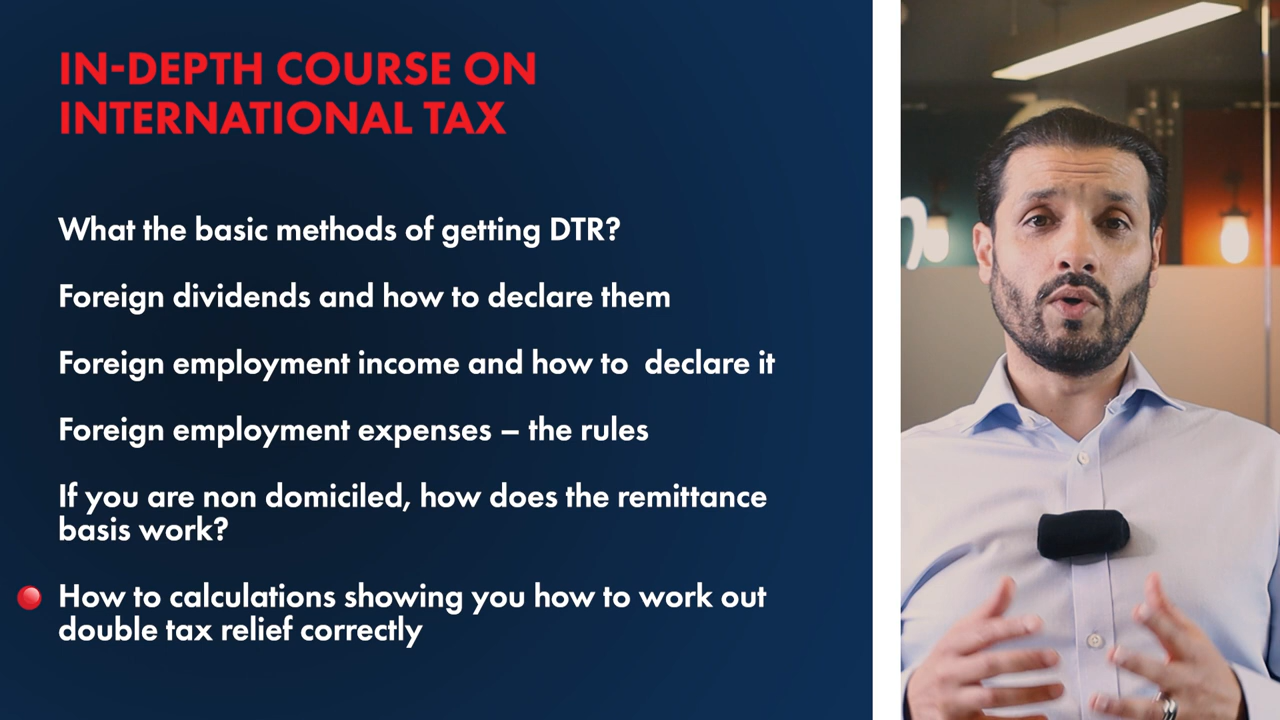 IN-DEPTH COURSE ON
INTERNATIONAL TAX
What the basic methods of getting DTR?
Foreign dividends and how to declare them
Foreign employment income and how to  declare it
Foreign employment expenses – the rules
If you are non domiciled, how does the remittance
basis work?
How to calculations showing you how to work out
double tax relief correctly